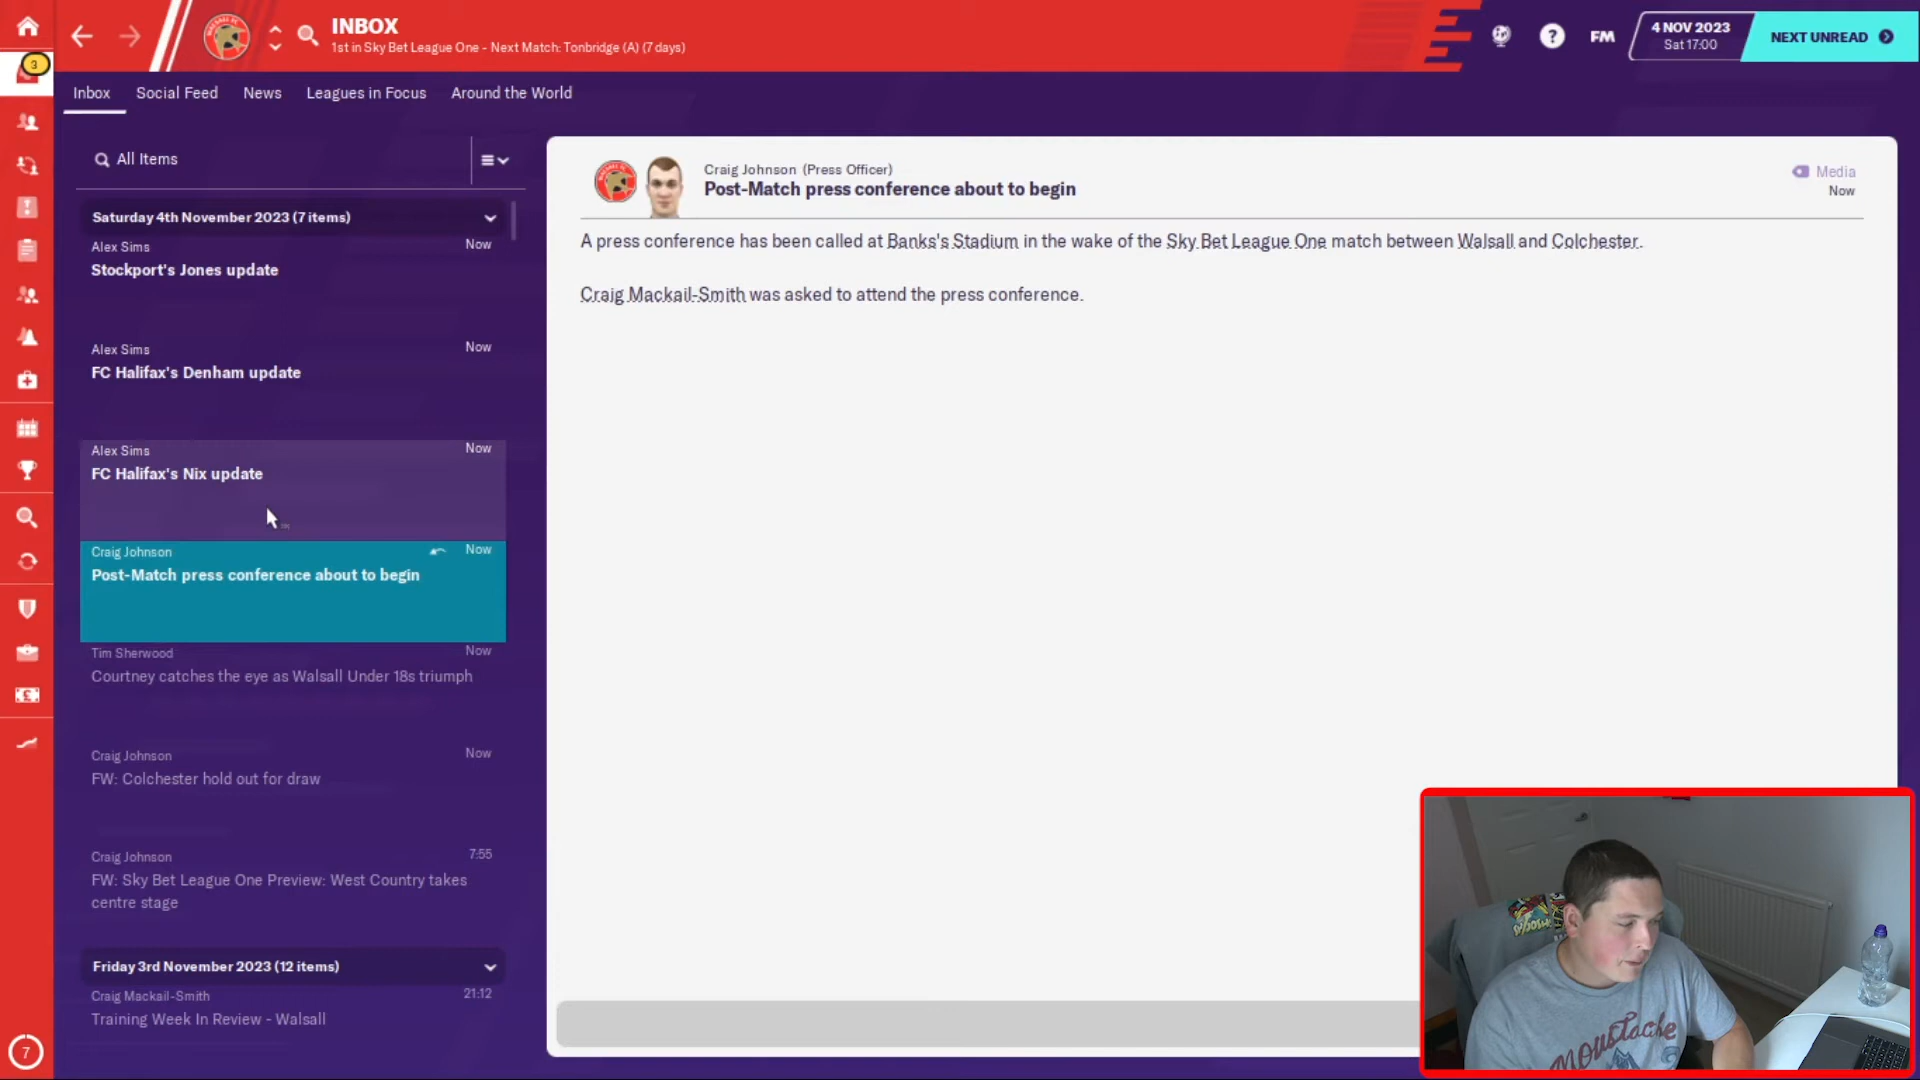 INBOX
1st in Sky Bet League One - Next Match: Tonbridge (A) (7 days)
3
FM
4 NOV 2023
Sat 17:00
NEXT UNREAD
Inbox
Social Feed
News
Leagues in Focus
Around the World
All Items
Saturday 4th November 2023 (7 items)
Alex Sims
Now
Stockport's Jones update
Alex Sims
Now
FC Halifax's Denham update
Alex Sims
Now
FC Halifax's Nix update
Craig Johnson
Now
Post-Match press conference about to begin
Tim Sherwood
Now
Courtney catches the eye as Walsall Under 18s triumph
Craig Johnson
Now
FW: Colchester hold out for draw
Craig Johnson
7:55
FW: Sky Bet League One Preview: West Country takes
centre stage
Friday 3rd November 2023 (12 items)
Craig Mackail-Smith
21:12
Training Week In Review - Walsall
7
Craig Johnson (Press Officer)
Post-Match press conference about to begin
Media
Now
A press conference has been called at Banks's Stadium in the wake of the Sky Bet League One match between Walsall and Colchester.
Craig Mackail-Smith was asked to attend the press conference.
Moustache